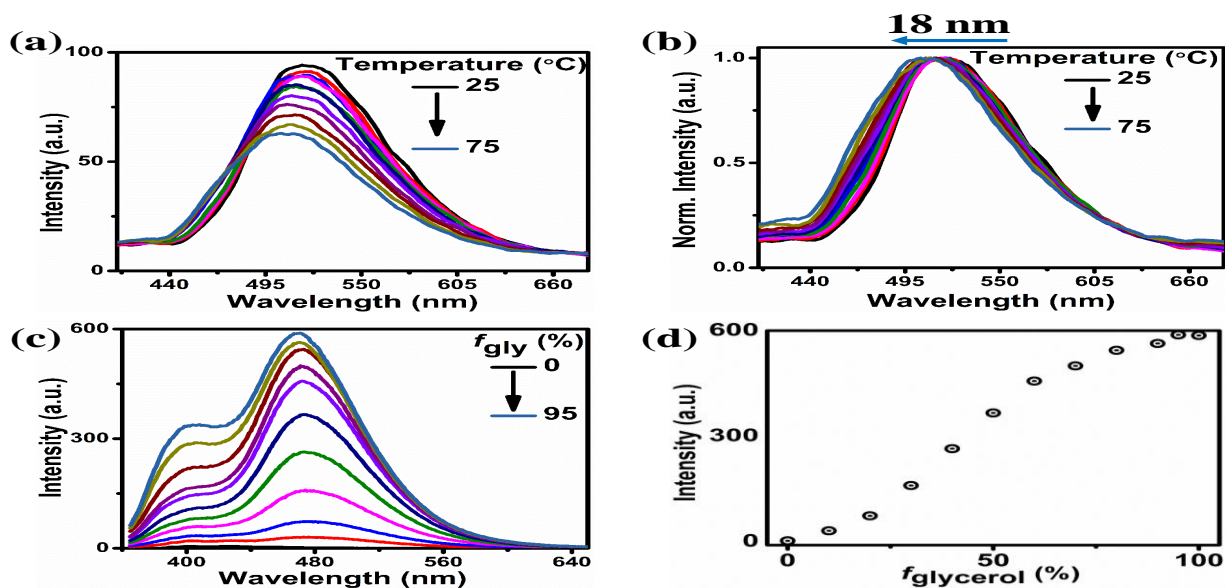 (a)
100
50
0
Intensity (a.u.)
Temperature (°C)
25
75
440 495 550 605 660
Wavelength (nm)
18 nm
(b)
1.0
0.5
0.0
Norm. Intensity (a.u.)
Temperature (°C)
25
75
440 495 550 605 660
Wavelength (nm)
(c)
600
300
0
Intensity (a.u.)
fgly (%)
0
95
400 480 560 640
Wavelength (nm)
(d)
600
300
0
Intensity (a.u.)
0 50 100
fglycerol (%)